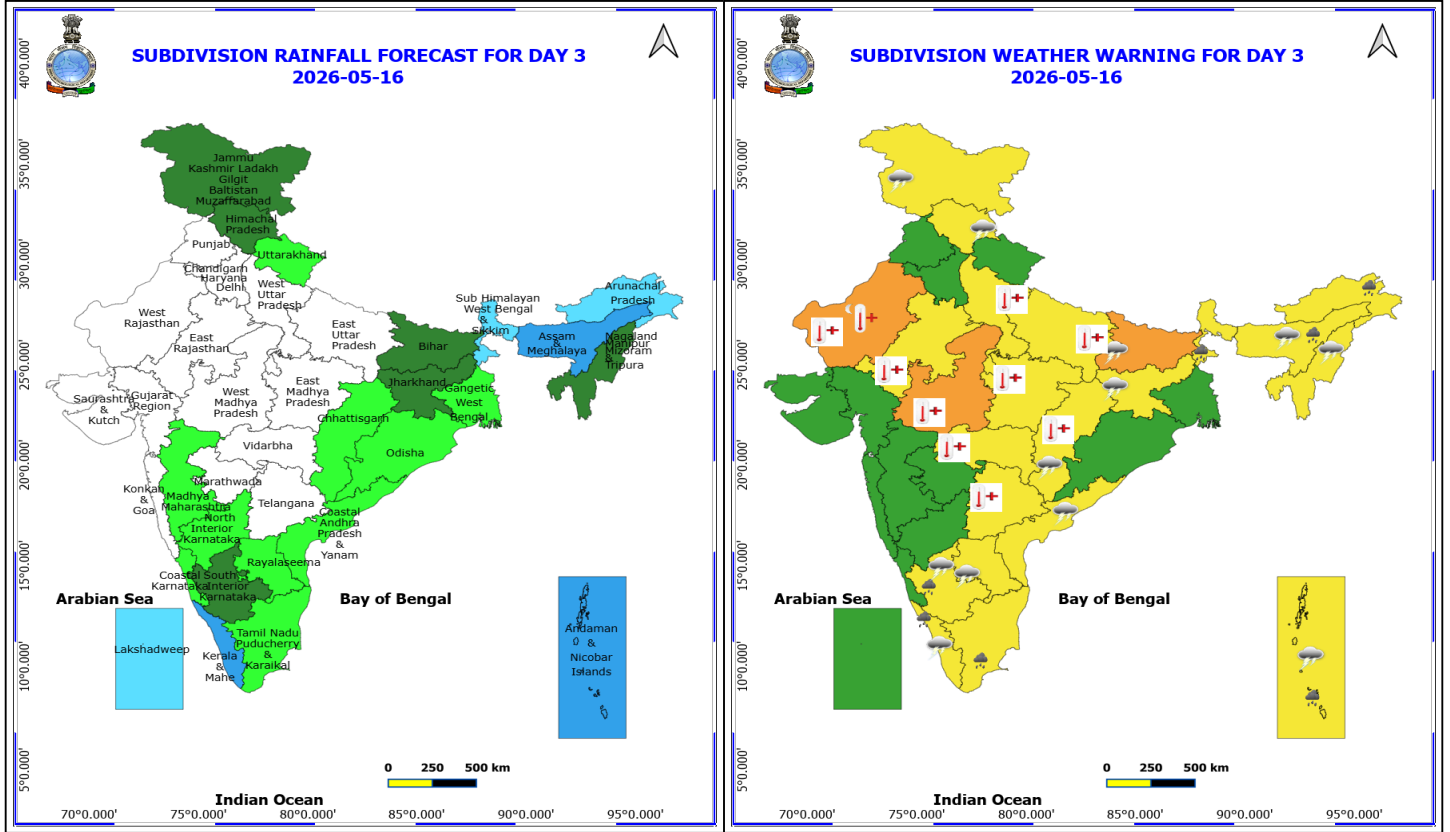 SUBDIVISION RAINFALL FORECAST FOR DAY 3
2026-05-16
40°0.000'
35°0.000'
30°0.000'
25°0.000'
20°0.000'
15°0.000'
10°0.000'
5°0.000'
Jammu
Kashmir Ladakh
Gilgit
Baltistan
Muzaffarabad
Himachal
Pradesh
Punjab
Uttarakhand
Chandigarh
Haryana
Delhi
West
Uttar
Pradesh
Arunachal
Pradesh
Sub Himalayan
West Bengal
&
Sikkim
West
Rajasthan
East
Rajasthan
East
Uttar
Pradesh
Bihar
Assam
&
Meghalaya
Nagaland
Manipur
Mizoram
&
Tripura
Jharkhand
Gangetic
West
Bengal
Saurashtra
&
Kutch
Gujarat
Region
West
Madhya
Pradesh
East
Madhya
Pradesh
Chhattisgarh
Vidarbha
Odisha
Konkan
&
Goa
Marathwada
Madhya
Maharashtra
Telangana
North
Interior
Karnataka
Coastal
Andhra
Pradesh
&
Yanam
Rayalaseema
Coastal
Karnataka
South
Interior
Karnataka
Arabian Sea
Bay of Bengal
Lakshadweep
Tamil Nadu
Puducherry
&
Karaikal
Kerala
&
Mahe
Andaman
&
Nicobar
Islands
0 250 500 km
Indian Ocean
70°0.000' 75°0.000' 80°0.000' 85°0.000' 90°0.000' 95°0.000'
SUBDIVISION WEATHER WARNING FOR DAY 3
2026-05-16
40°0.000'
35°0.000'
30°0.000'
25°0.000'
20°0.000'
15°0.000'
10°0.000'
5°0.000'
Arabian Sea
Bay of Bengal
0 250 500 km
Indian Ocean
70°0.000' 75°0.000' 80°0.000' 85°0.000' 90°0.000' 95°0.000'